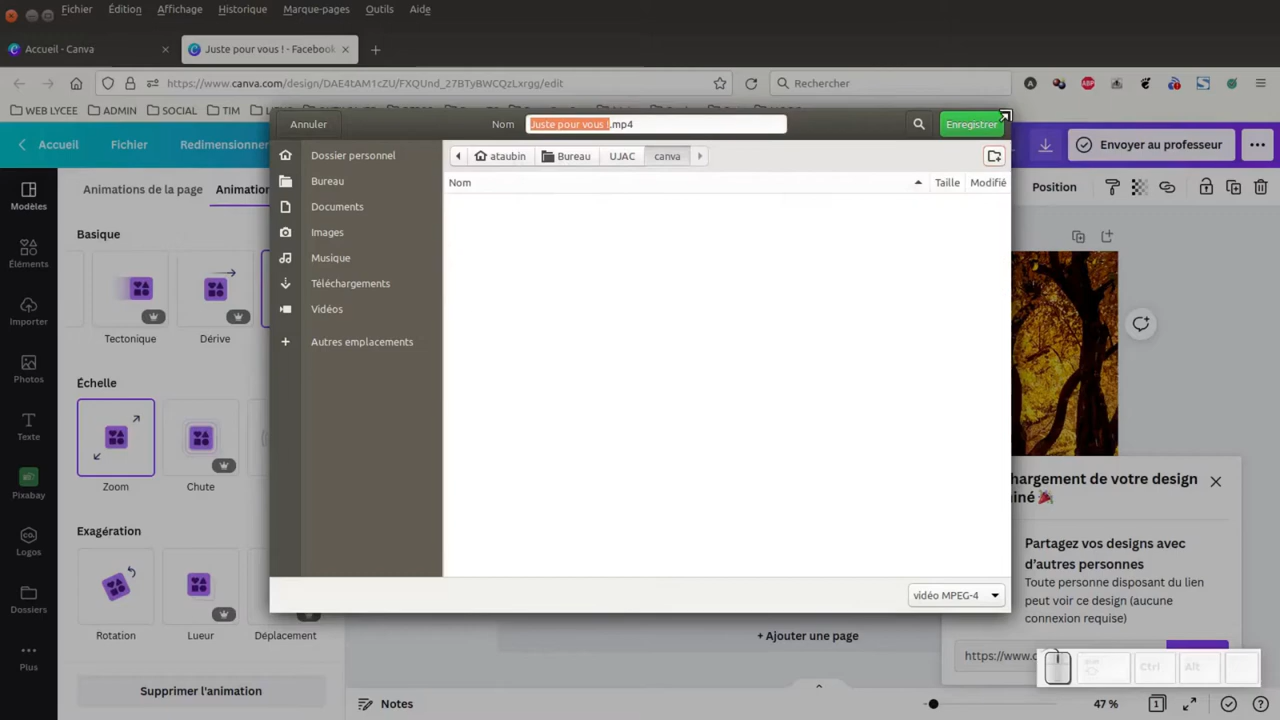 Fichier Édition Affichage Historique Marque-pages Outils Aide
Accueil - Canva
Juste pour vous ! - Facebook
https://www.canva.com/design/DAE4tAM1cZU/FXQUnd_27BTyBWCQzLxrgg/edit
Rechercher
WEB LYCEE ADMIN SOCIAL TIM
Annuler
Nom
Juste pour vous !.mp4
Enregistrer
Accueil Fichier Redimensionner
Envoyer au professeur
Dossier personnel
Bureau
Documents
Images
Musique
Téléchargements
Vidéos
Autres emplacements
ataubin Bureau UJAC canva
Nom Taille Modifié
vidéo MPEG-4
Modèles
Éléments
Importer
Photos
Texte
Pixabay
Logos
Dossiers
Plus
Animations de la page
Basique
Tectonique Dérive
Échelle
Zoom Chute
Exagération
Rotation Lueur Déplacement
Supprimer l'animation
Position
hargement de votre design
iné
Partagez vos designs avec
d'autres personnes
Toute personne disposant du lien
peut voir ce design (aucune
connexion requise)
https://www.c
+ Ajouter une page
Ctrl Alt
Notes
47 %
1